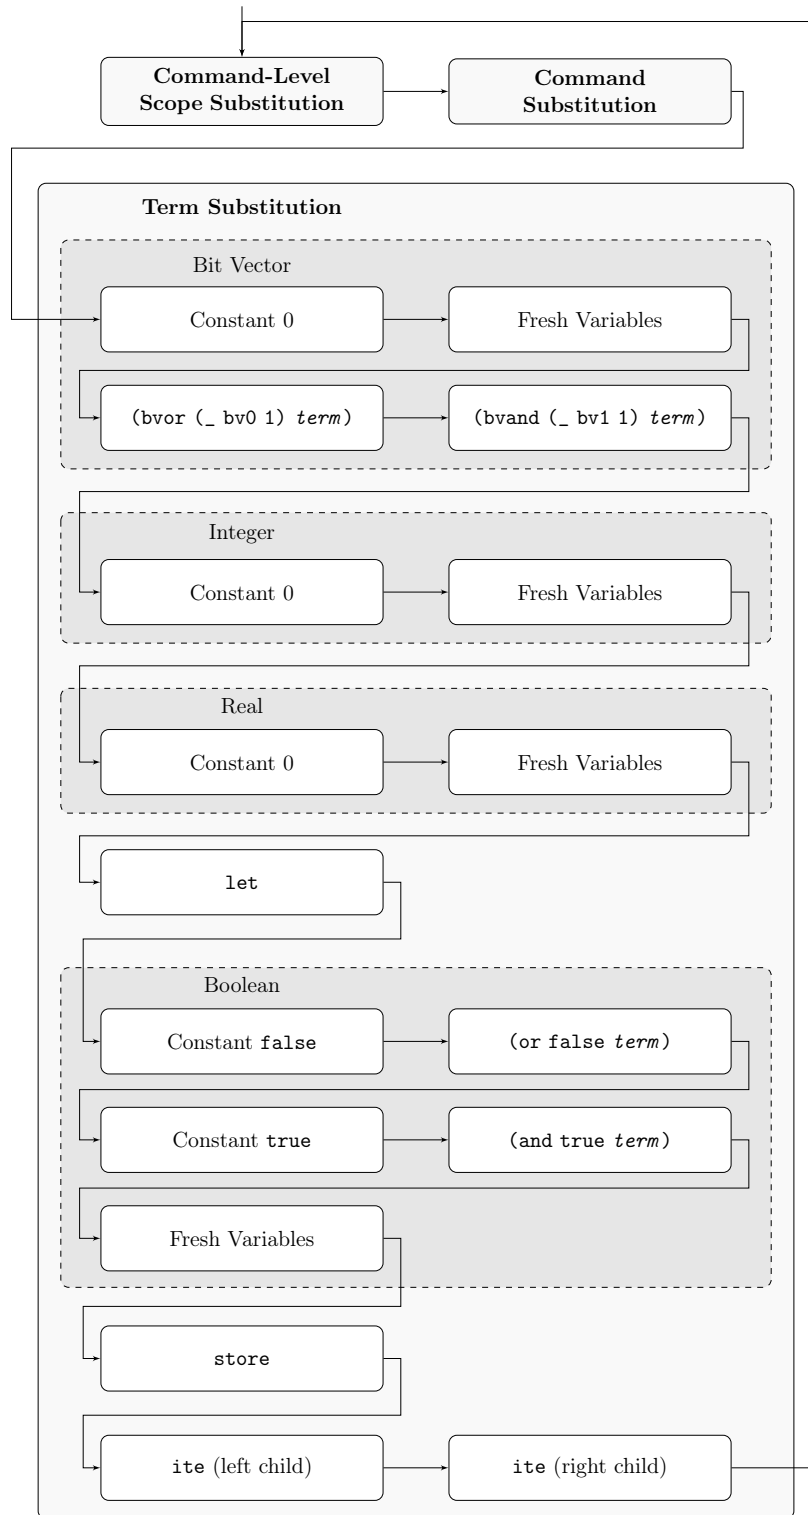 Command-Level
Scope Substitution
Command
Substitution
Term Substitution
Bit Vector
Constant 0
Fresh Variables
(bvor (_ bv0 1) term)
(bvand (_ bv1 1) term)
Integer
Constant 0
Fresh Variables
Real
Constant 0
Fresh Variables
let
Boolean
Constant false
(or false term)
Constant true
(and true term)
Fresh Variables
store
ite (left child)
ite (right child)